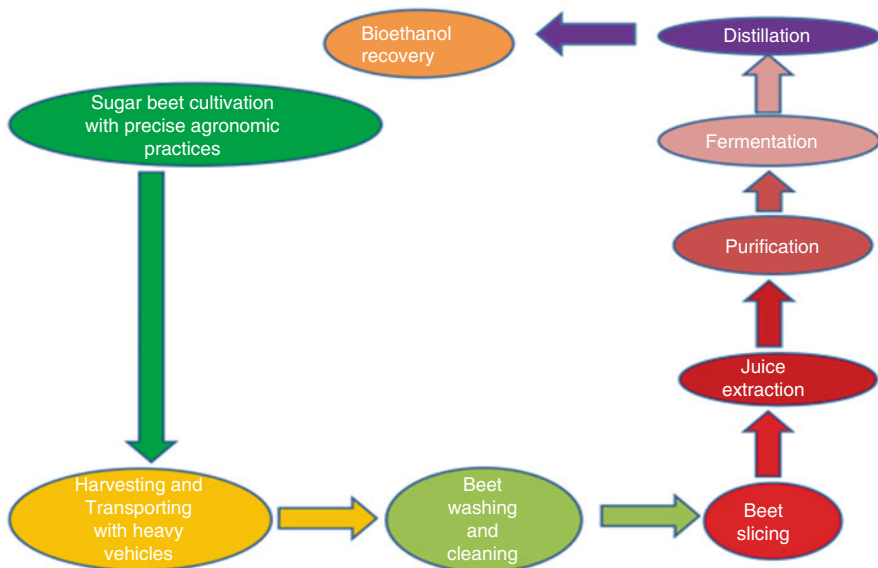 Sugar beet cultivation
with precise agronomic
practices
Harvesting and
Transporting
with heavy
vehicles
Beet
washing
and
cleaning
Beet
slicing
Juice
extraction
Purification
Fermentation
Distillation
Bioethanol
recovery